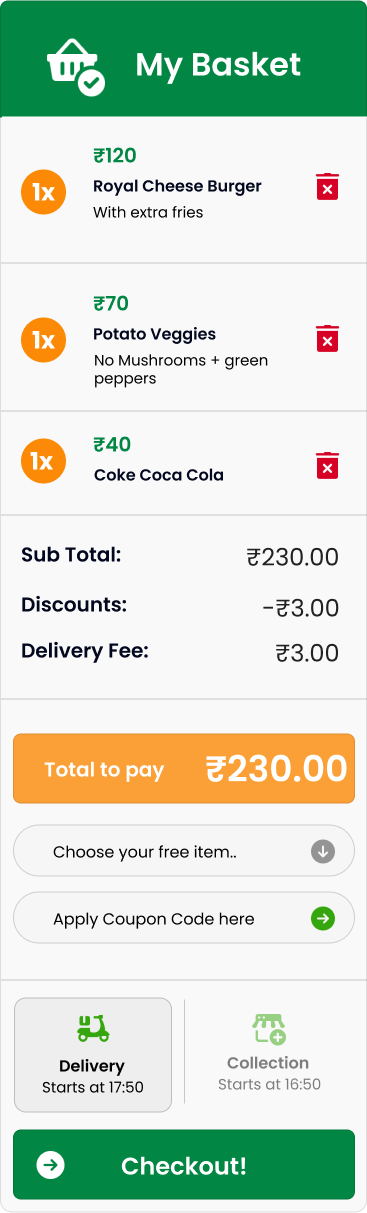 My Basket
₹120
1x
Royal Cheese Burger
With extra fries
₹70
1x
Potato Veggies
No Mushrooms + green
peppers
₹40
1x
Coke Coca Cola
Sub Total: ₹230.00
Discounts: -₹3.00
Delivery Fee: ₹3.00
Total to pay ₹230.00
Choose your free item..
Apply Coupon Code here
Delivery
Starts at 17:50
Collection
Starts at 16:50
Checkout!